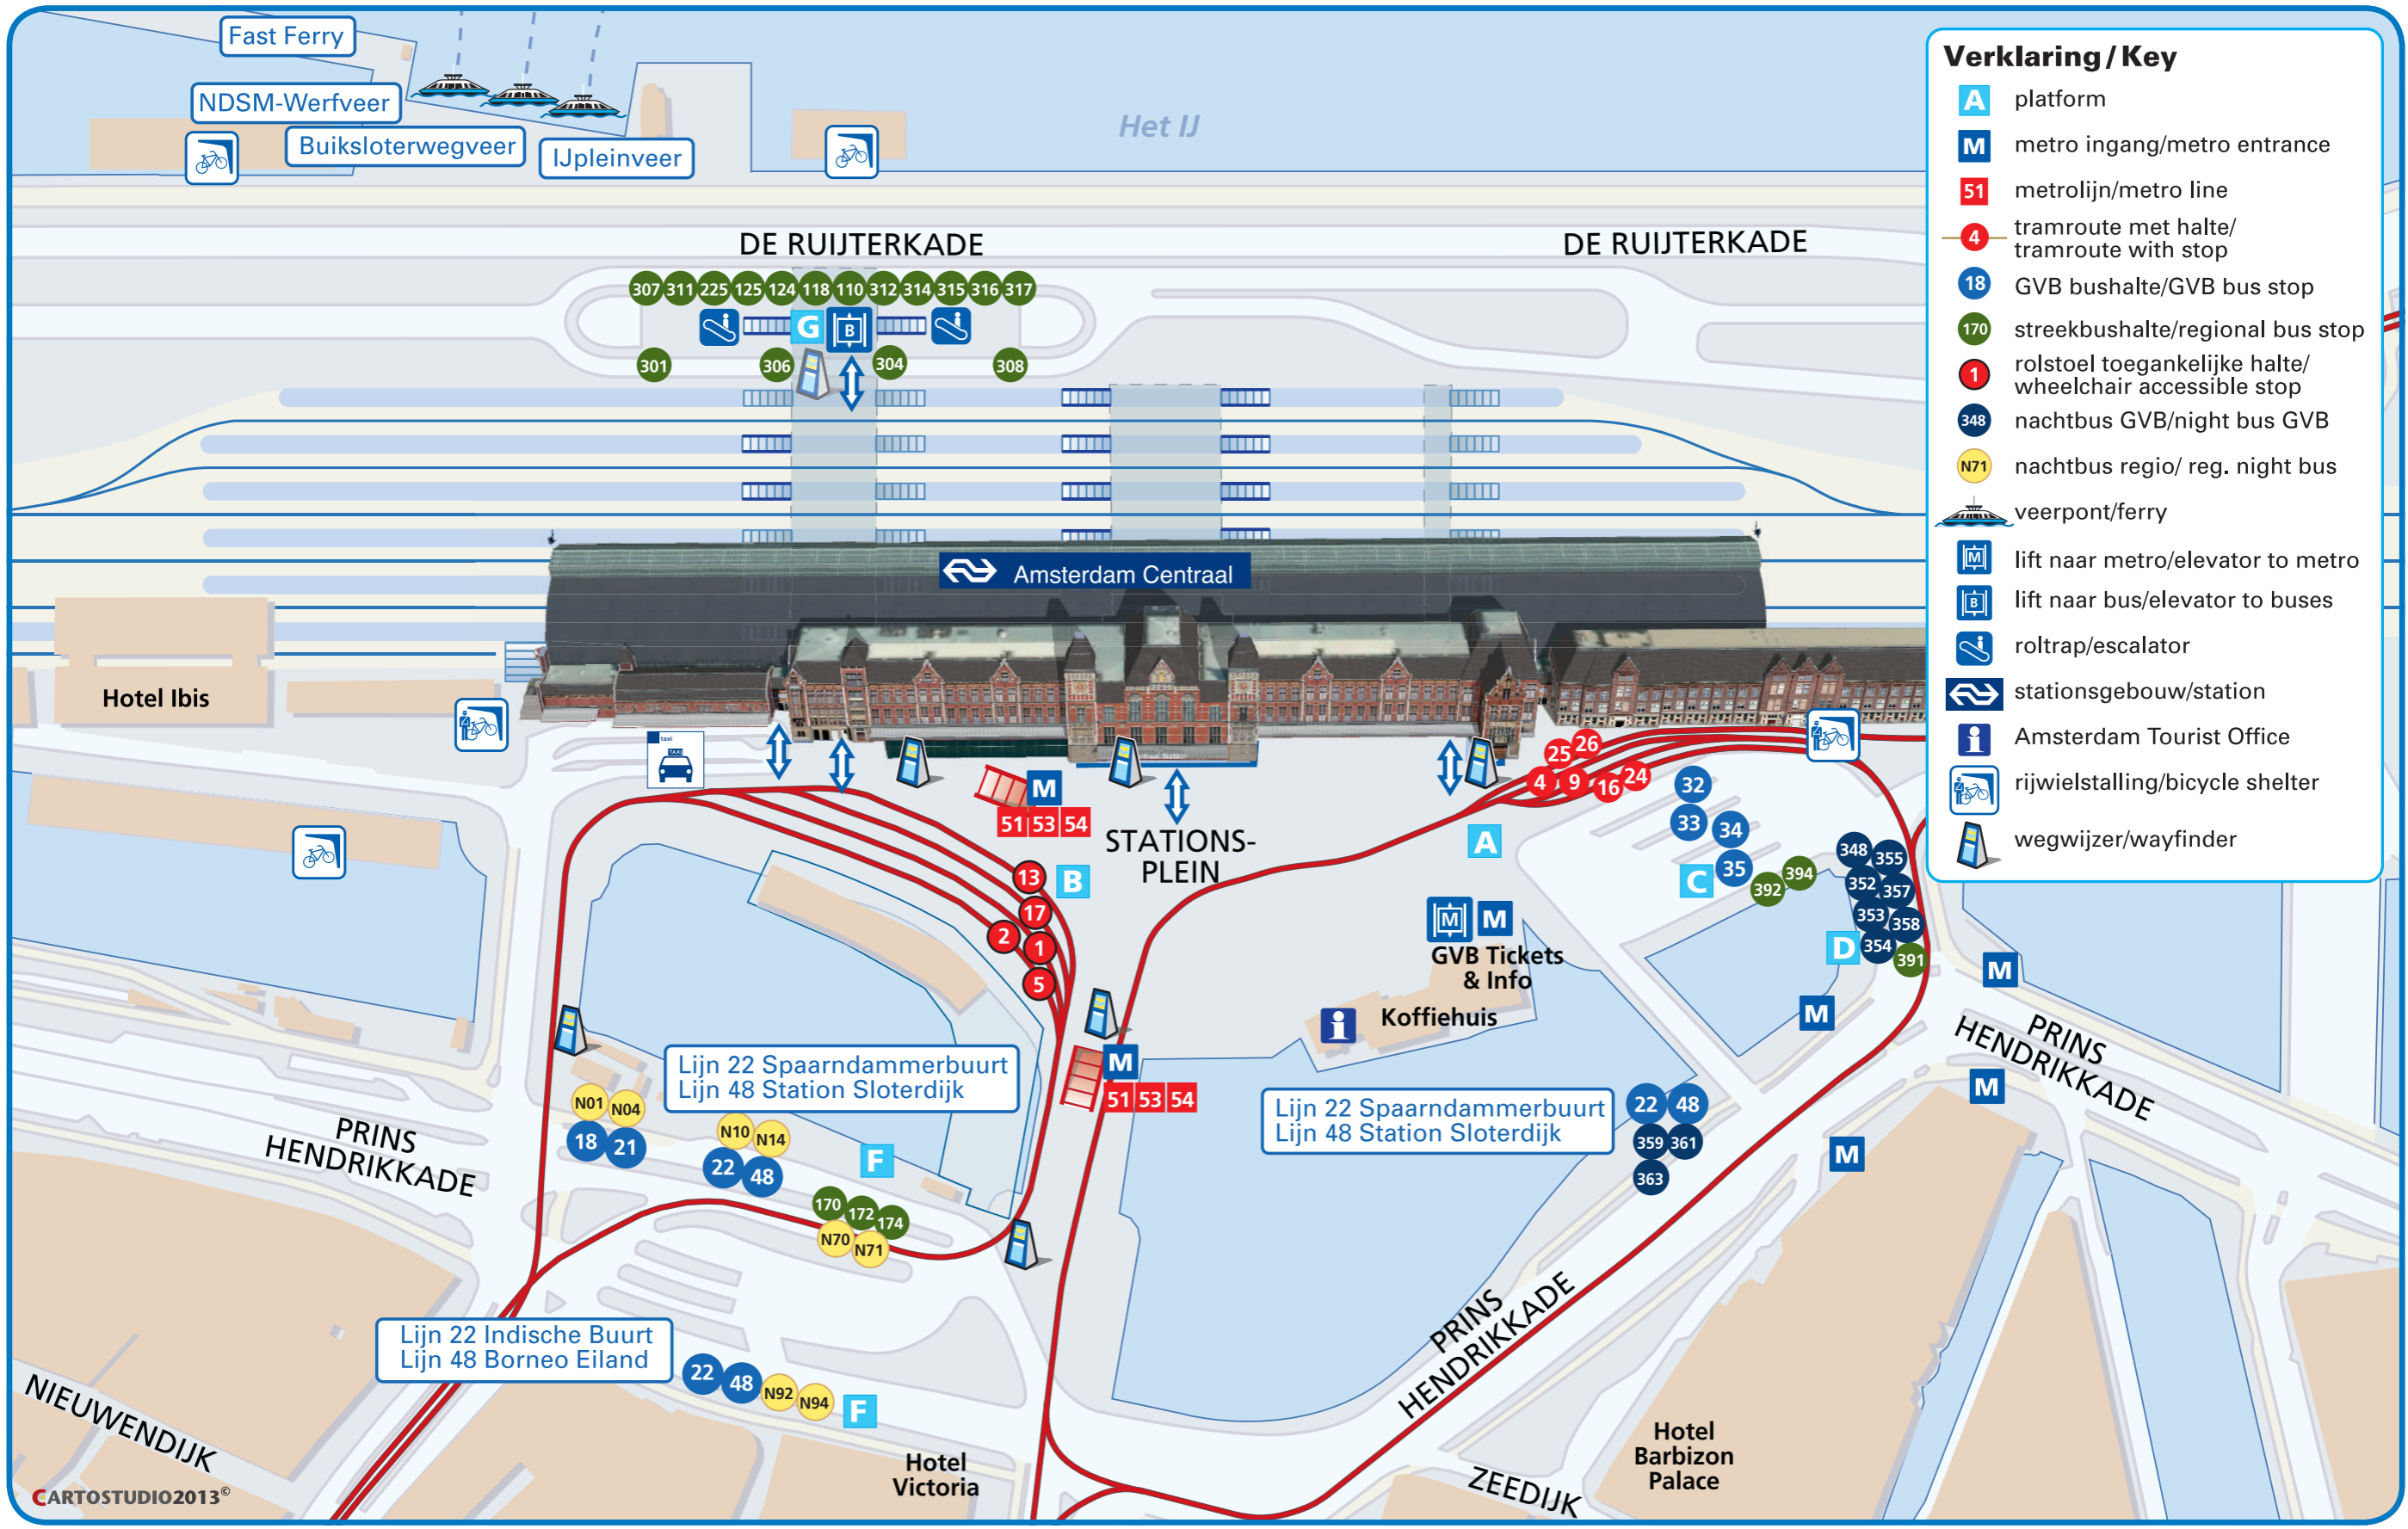 Fast Ferry
NDSM-Werfveer
Buiksloterwegveer
IJpleinveer
Het IJ
DE RUIJTERKADE
DE RUIJTERKADE
307 311 225 125 124 118 110 312 314 315 316 317
G B
301 306 304 308
Amsterdam Centraal
Hotel Ibis
taxi
TAXI
M
51 53 54
STATIONS-
PLEIN
25 26
4 9 16 24
A
32
33 34
35
C
392 394
348 355
352 357
353 358
354
D
391
13
B
17
2 1
5
M M
GVB Tickets
& Info
i Koffiehuis
M
M
M
M
PRINS
HENDRIKKADE
M
51 53 54
Lijn 22 Spaarndammerbuurt
Lijn 48 Station Sloterdijk
N01 N04
18 21
N10 N14
22 48
F
170 172 174
N70 N71
PRINS
HENDRIKKADE
Lijn 22 Spaarndammerbuurt
Lijn 48 Station Sloterdijk
22 48
359 361
363
PRINS
HENDRIKKADE
Lijn 22 Indische Buurt
Lijn 48 Borneo Eiland
22 48 N92 N94 F
NIEUWENDIJK
Hotel
Victoria
Hotel
Barbizon
Palace
ZEEDIJK
CARTOSTUDIO2013©
Verklaring/Key
A platform
M metro ingang/metro entrance
51 metrolijn/metro line
4 tramroute met halte/
tramroute with stop
18 GVB bushalte/GVB bus stop
170 streekbushalte/regional bus stop
1 rolstoel toegankelijke halte/
wheelchair accessible stop
348 nachtbus GVB/night bus GVB
N71 nachtbus regio/ reg. night bus
veerpont/ferry
M lift naar metro/elevator to metro
B lift naar bus/elevator to buses
roltrap/escalator
stationsgebouw/station
i Amsterdam Tourist Office
rijwielstalling/bicycle shelter
wegwijzer/wayfinder